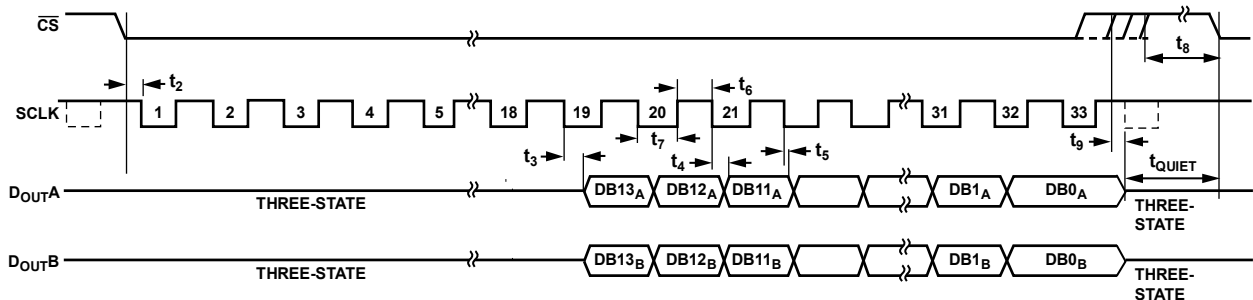 CS
t8
t2
t6
SCLK
1 2 3 4 5 18 19 20 21 31 32 33
t3
t7
t4
t5
t9
tQUIET
DOUTA
THREE-STATE
DB13A DB12A DB11A DB1A DB0A
THREE-
STATE
DOUTB
THREE-STATE
DB13B DB12B DB11B DB1B DB0B
THREE-
STATE